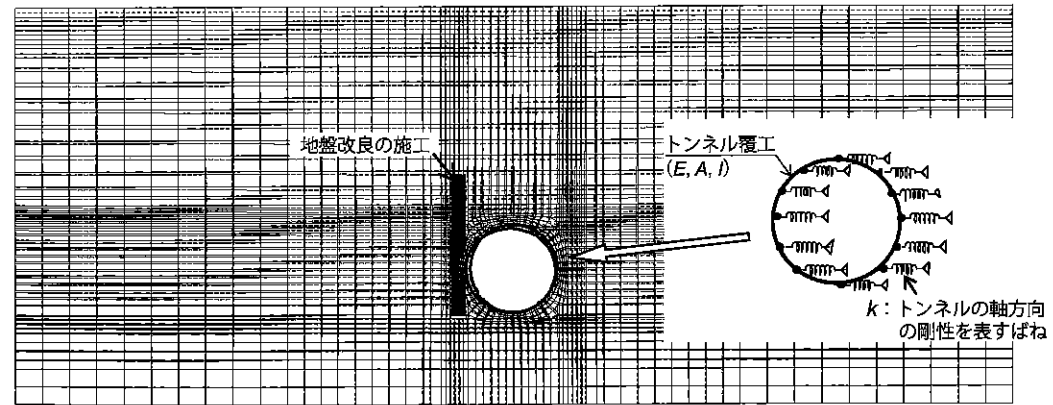 地盤改良の施工
トンネル覆工
(E, A, I)
k：トンネルの軸方向
の剛性を表すばね